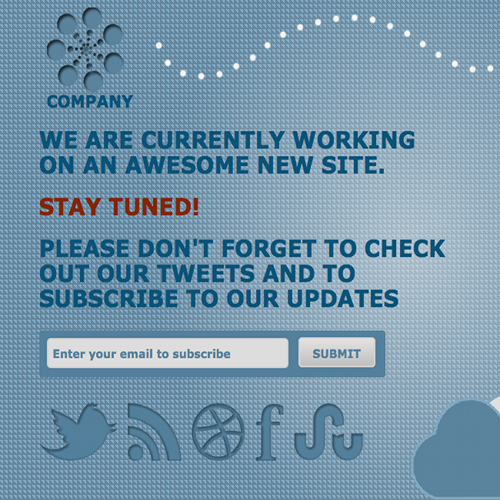 COMPANY
WE ARE CURRENTLY WORKING
ON AN AWESOME NEW SITE.
STAY TUNED!
PLEASE DON'T FORGET TO CHECK
OUT OUR TWEETS AND TO
SUBSCRIBE TO OUR UPDATES
Enter your email to subscribe SUBMIT